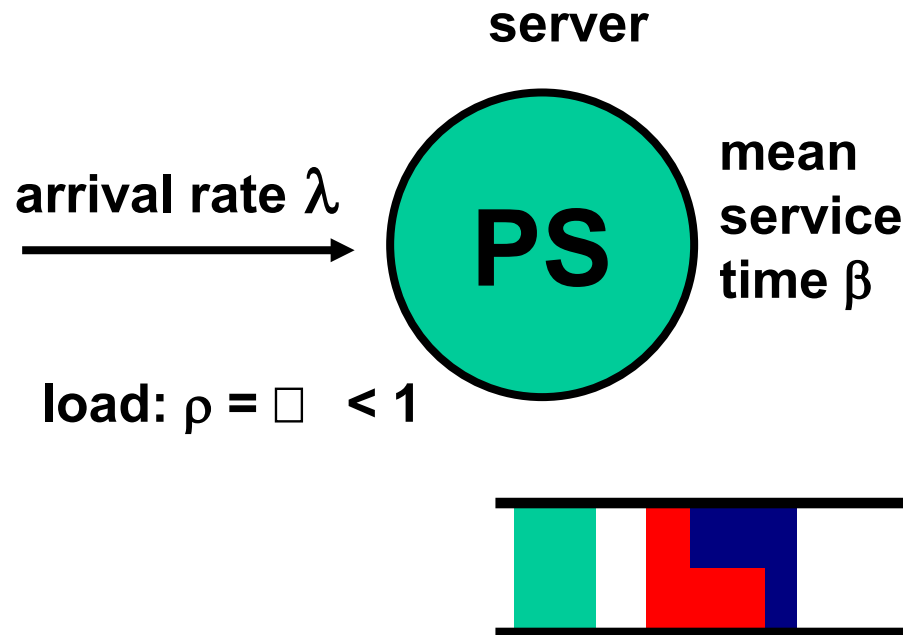 server
arrival rate λ
PS
mean
service
time β
load: ρ = □ < 1